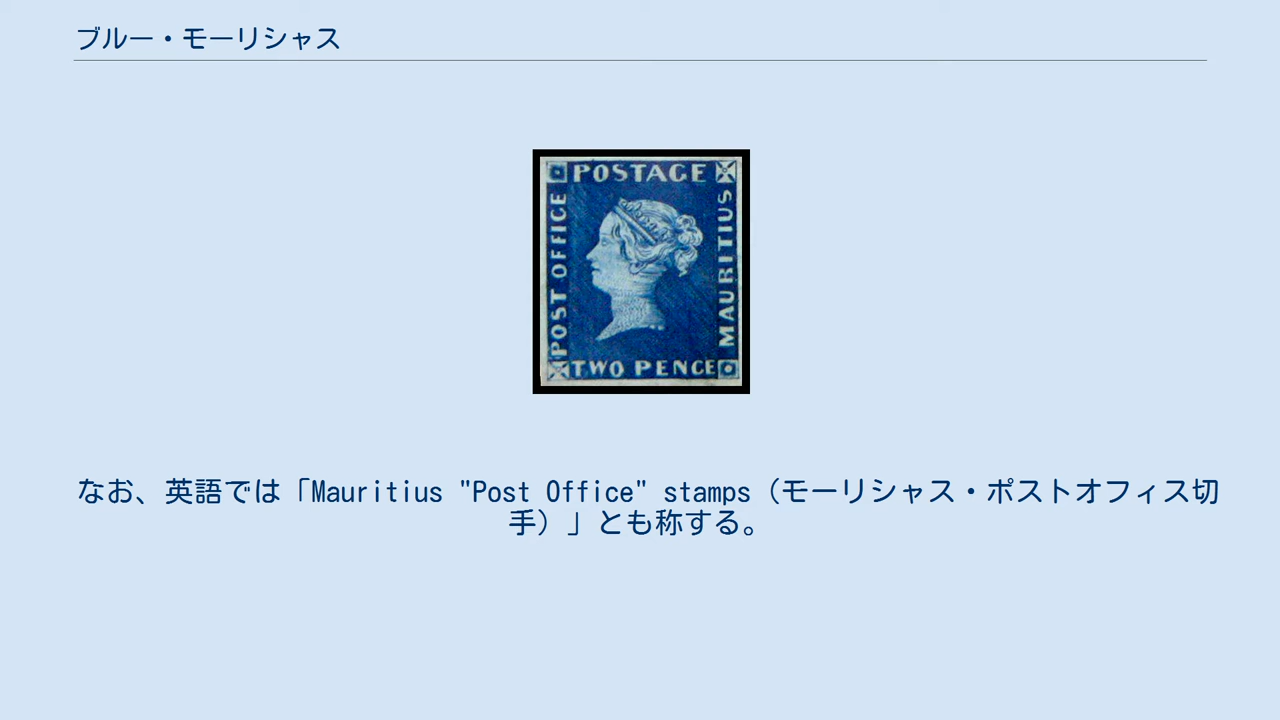 ブルー・モーリシャス
POSTAGE
POST OFFICE
MAURITIUS
TWO PENCE
なお、英語では「Mauritius "Post Office" stamps（モーリシャス・ポストオフィス切
手）」とも称する。